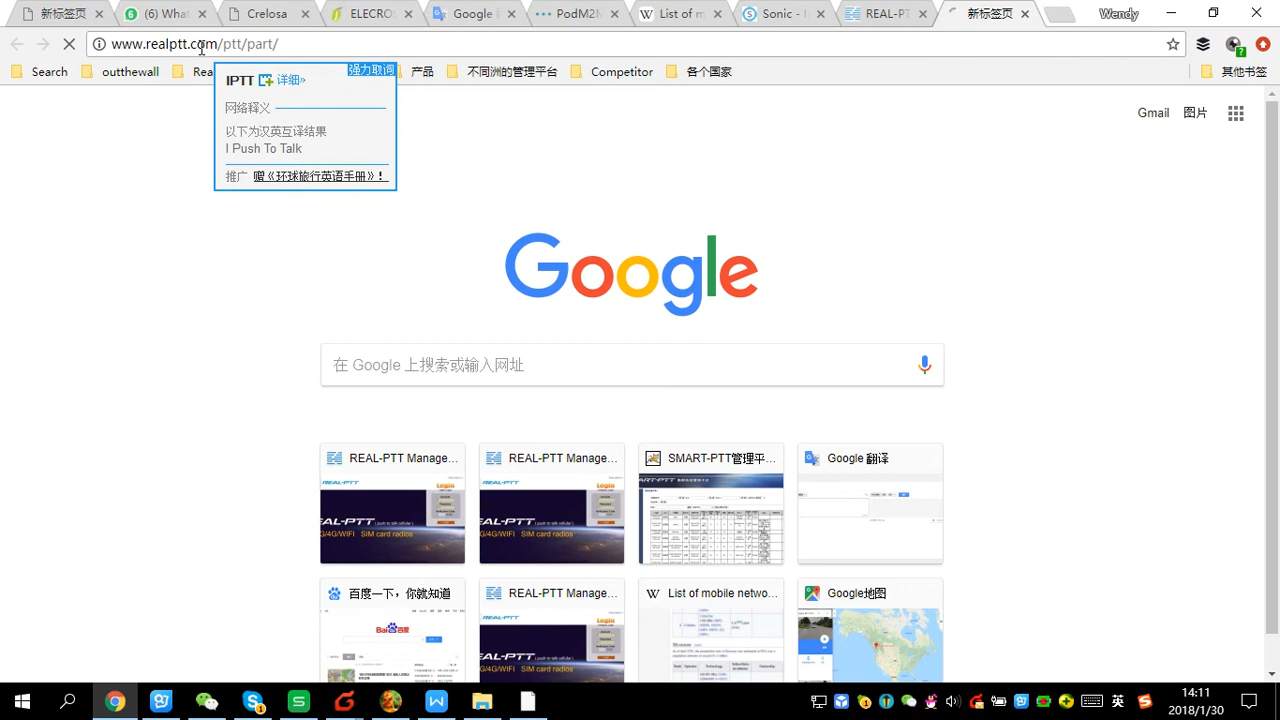 新标签页
(6) What
Crelosa
ELECRO
Google
PodM2M
List of m
Sonic - I
REAL-PT
新标签页
Wendy
www.realptt.com/ptt/part/
Search
outthewall
Rea
产品
不同洲的管理平台
Competitor
各个国家
其他书签
IPTT 详细»
强力取词
网络释义
以下为汉英互译结果
I Push To Talk
推广 赠《环球旅行英语手册》!
Gmail 图片
Google
在 Google 上搜索或输入网址
REAL-PTT Manage...
REAL-PTT Manage...
SMART-PTT管理平...
Google 翻译
百度一下，你就知道
REAL-PTT Manage...
List of mobile netwo...
Google地图
英
14:11
2018/1/30